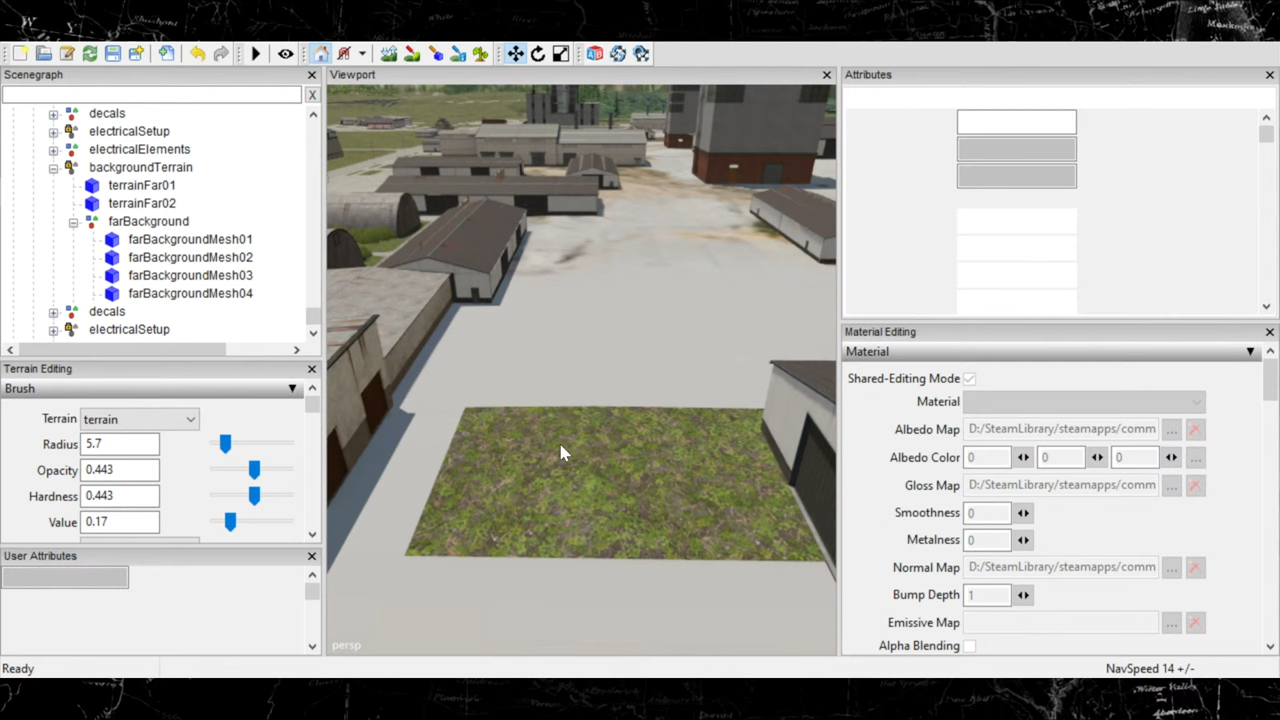 Scenegraph
X
decals
electricalSetup
electricalElements
backgroundTerrain
terrainFar01
terrainFar02
farBackground
farBackgroundMesh01
farBackgroundMesh02
farBackgroundMesh03
farBackgroundMesh04
decals
electricalSetup
Terrain Editing
Brush
Terrain terrain
Radius 5.7
Opacity 0.443
Hardness 0.443
Value 0.17
User Attributes
Ready
Viewport
persp
Attributes
Material Editing
Material
Shared-Editing Mode
Material
Albedo Map D:/SteamLibrary/steamapps/comm ...
Albedo Color 0 0 0 ...
Gloss Map D:/SteamLibrary/steamapps/comm ...
Smoothness 0
Metalness 0
Normal Map D:/SteamLibrary/steamapps/comm ...
Bump Depth 1
Emissive Map ...
Alpha Blending
NavSpeed 14 +/-